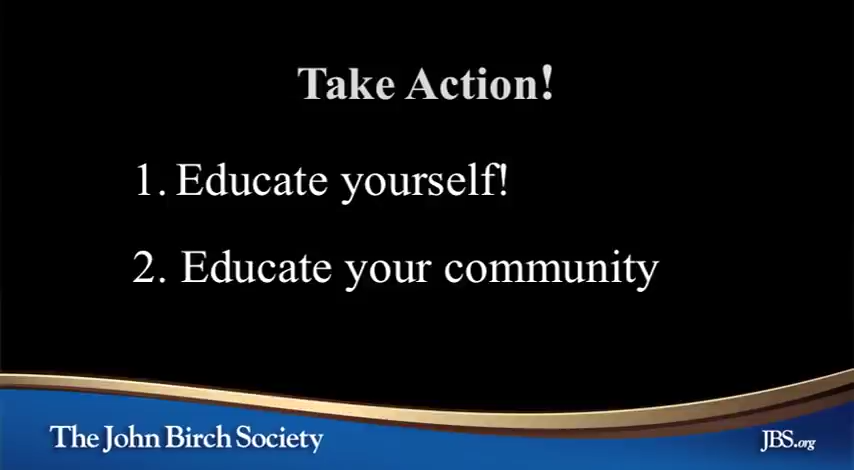 Take Action!
1. Educate yourself!
2. Educate your community
The John Birch Society
JBS.org